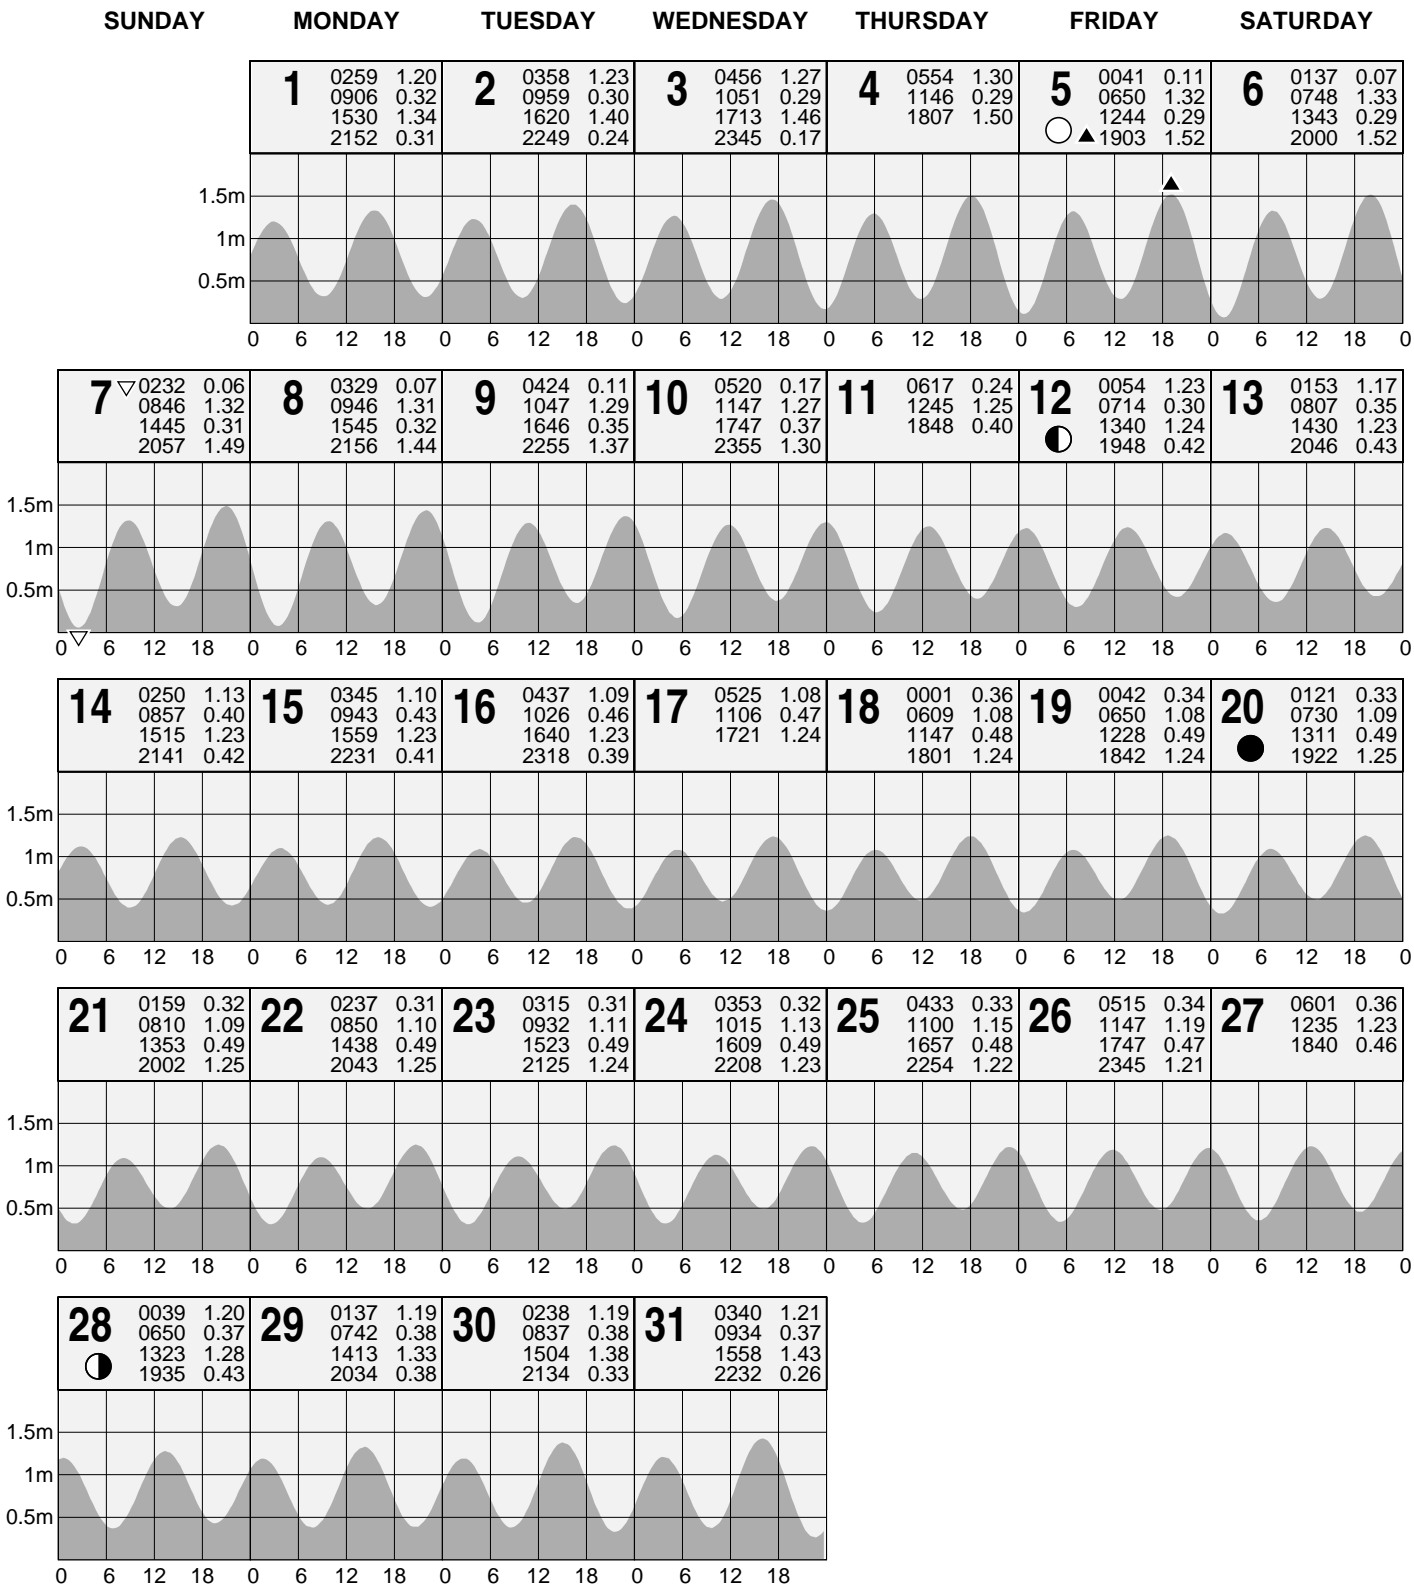 SUNDAY MONDAY TUESDAY WEDNESDAY THURSDAY FRIDAY SATURDAY
1 0259 1.20 2 0358 1.23 3 0456 1.27 4 0554 1.30 5 0041 0.11 6 0137 0.07
0906 0.32 0959 0.30 1051 0.29 1146 0.29 0650 1.32 0748 1.33
1530 1.34 1620 1.40 1713 1.46 1807 1.50 1244 0.29 1343 0.29
2152 0.31 2249 0.24 2345 0.17 1903 1.52 2000 1.52
1.5m
1m
0.5m
0 6 12 18 0 6 12 18 0 6 12 18 0 6 12 18 0 6 12 18 0 6 12 18 0
7 0232 0.06 8 0329 0.07 9 0424 0.11 10 0520 0.17 11 0617 0.24 12 0054 1.23 13 0153 1.17
0846 1.32 0946 1.31 1047 1.29 1147 1.27 1245 1.25 0714 0.30 0807 0.35
1445 0.31 1545 0.32 1646 0.35 1747 0.37 1848 0.40 1340 1.24 1430 1.23
2057 1.49 2156 1.44 2255 1.37 2355 1.30 1948 0.42 2046 0.43
1.5m
1m
0.5m
0 6 12 18 0 6 12 18 0 6 12 18 0 6 12 18 0 6 12 18 0 6 12 18 0 6 12 18 0
14 0250 1.13 15 0345 1.10 16 0437 1.09 17 0525 1.08 18 0001 0.36 19 0042 0.34 20 0121 0.33
0857 0.40 0943 0.43 1026 0.46 1106 0.47 0609 1.08 0650 1.08 0730 1.09
1515 1.23 1559 1.23 1640 1.23 1721 1.24 1147 0.48 1228 0.49 1311 0.49
2141 0.42 2231 0.41 2318 0.39 1801 1.24 1842 1.24 1922 1.25
1.5m
1m
0.5m
0 6 12 18 0 6 12 18 0 6 12 18 0 6 12 18 0 6 12 18 0 6 12 18 0 6 12 18 0
21 0159 0.32 22 0237 0.31 23 0315 0.31 24 0353 0.32 25 0433 0.33 26 0515 0.34 27 0601 0.36
0810 1.09 0850 1.10 0932 1.11 1015 1.13 1100 1.15 1147 1.19 1235 1.23
1353 0.49 1438 0.49 1523 0.49 1609 0.49 1657 0.48 1747 0.47 1840 0.46
2002 1.25 2043 1.25 2125 1.24 2208 1.23 2254 1.22 2345 1.21
1.5m
1m
0.5m
0 6 12 18 0 6 12 18 0 6 12 18 0 6 12 18 0 6 12 18 0 6 12 18 0 6 12 18 0
28 0039 1.20 29 0137 1.19 30 0238 1.19 31 0340 1.21
0650 0.37 0742 0.38 0837 0.38 0934 0.37
1323 1.28 1413 1.33 1504 1.38 1558 1.43
1935 0.43 2034 0.38 2134 0.33 2232 0.26
1.5m
1m
0.5m
0 6 12 18 0 6 12 18 0 6 12 18 0 6 12 18